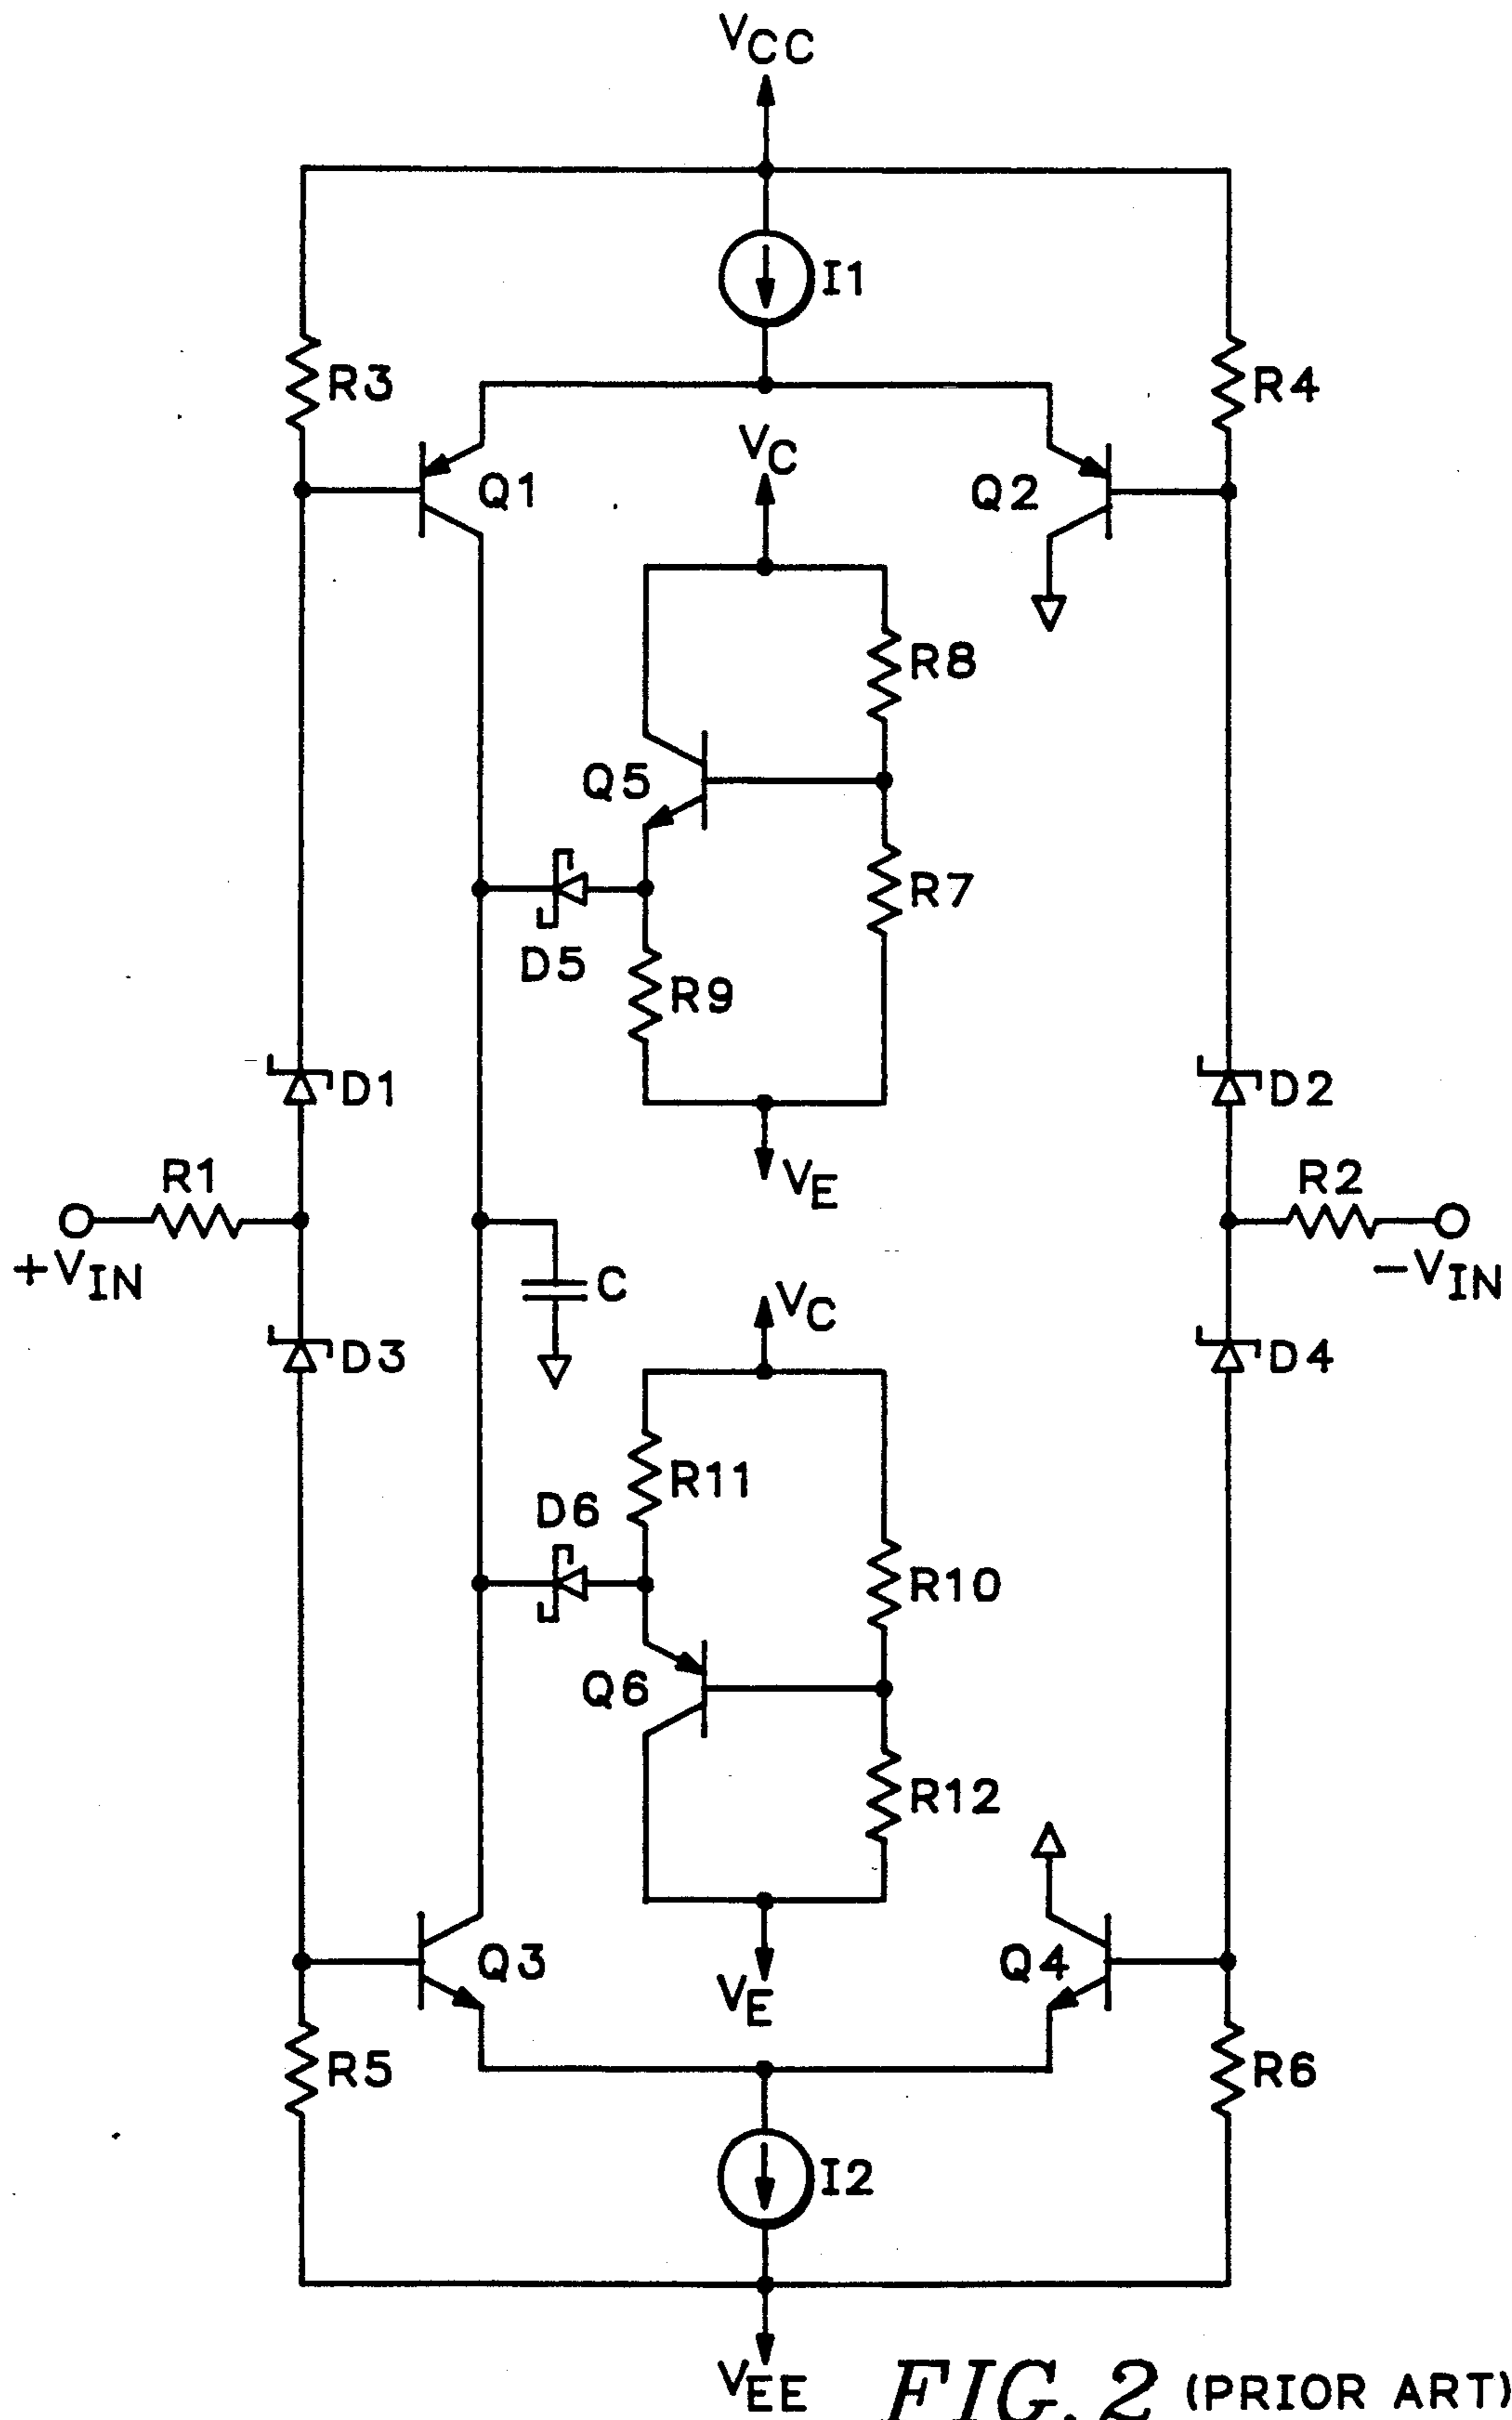 VCC
I1
R3
R4
VC
Q1
Q2
R8
Q5
R7
D5
R9
D1
D2
VE
R1
R2
+VIN
-VIN
C
VC
D3
D4
R11
D6
R10
Q6
R12
Q3
Q4
VE
R5
R6
I2
VEE
FIG. 2 (PRIOR ART)